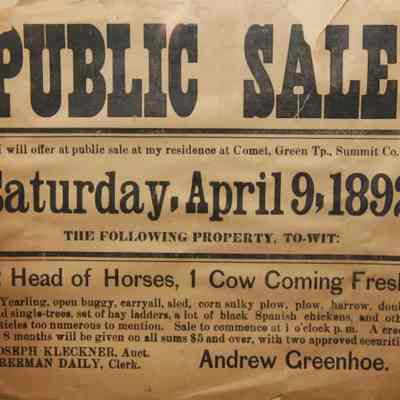 PUBLIC SALE
I will offer at public sale at my residence at Comet, Green Tp., Summit Co.
Saturday, April 9, 1892
THE FOLLOWING PROPERTY, TO-WIT:
Head of Horses, 1 Cow Coming Fresh
Yearling, open buggy, carryall, sled, corn sulky plow, plow, harrow,
single-trees, set of hay ladders, a lot of black Spanish chickens, and
too numerous to mention. Sale to commence at 1 o'clock p. m. A
8 months will be given on all sums $5 and over, with two approved
JOSEPH KLECKNER, Auct.
FREEMAN DAILY, Clerk.
Andrew Greenhoe.